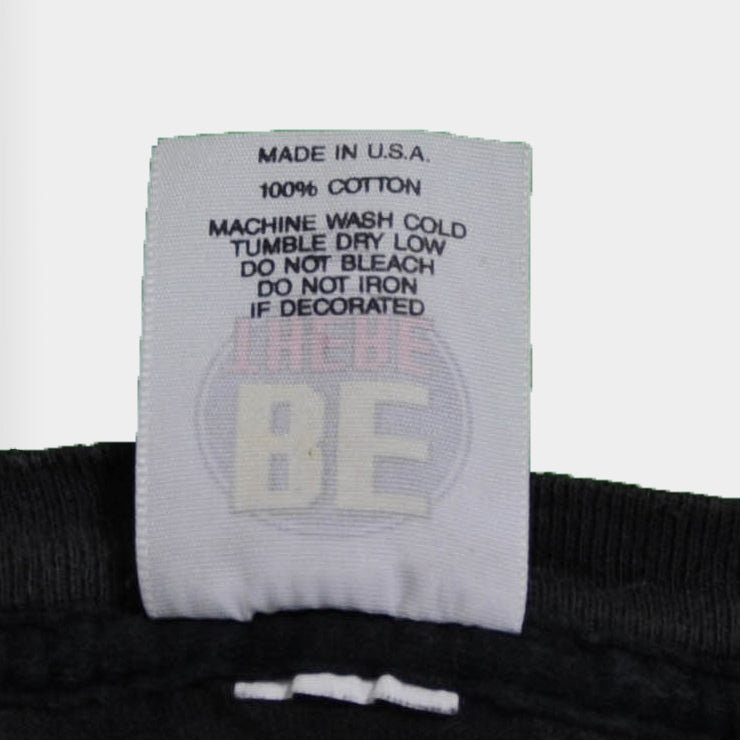 MADE IN U.S.A.
100% COTTON
MACHINE WASH COLD
TUMBLE DRY LOW
DO NOT BLEACH
DO NOT IRON
IF DECORATED
BE